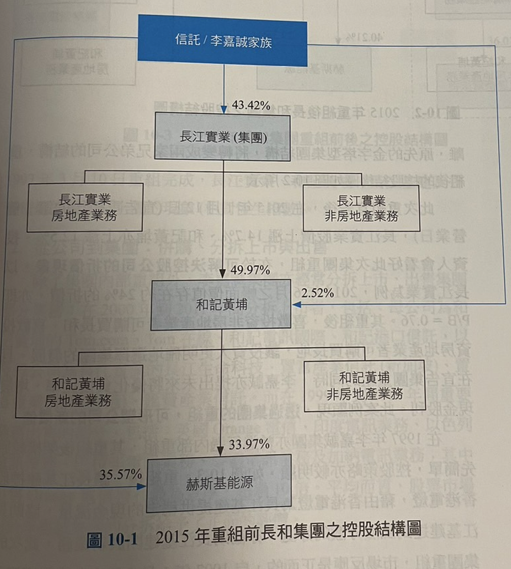 信託 / 李嘉誠家族
43.42%
長江實業 (集團)
長江實業
房地產業務
長江實業
非房地產業務
49.97%
2.52%
和記黃埔
和記黃埔
房地產業務
和記黃埔
非房地產業務
33.97%
35.57%
赫斯基能源
圖 10-1 2015 年重組前長和集團之控股結構圖